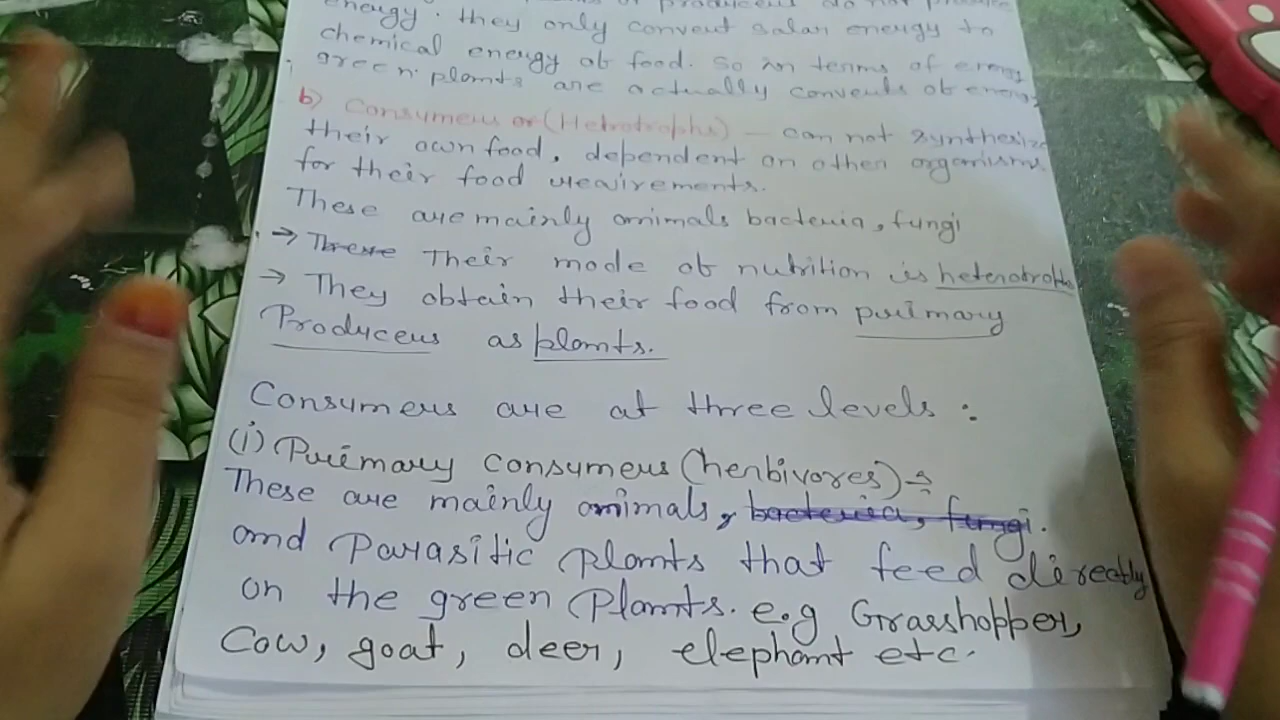 energy. they only convert solar energy to
chemical energy of food. so in terms of energy
green plants are actually converts of energy
b) Consumers or (Hetrotrophs) — can not synthesize
their own food, dependent on other organisms
for their food requirements.
These are mainly animals bacteria, fungi
→ These Their mode of nutrition is heterotroph
→ They obtain their food from primary
Producers as plants.
Consumers are at three levels :
(i) Primary consumers (herbivores) →
These are mainly animals, bacteria, fungi.
and Parasitic plants that feed directly
on the green plants. e.g Grasshopper,
Cow, goat, deer, elephant etc.